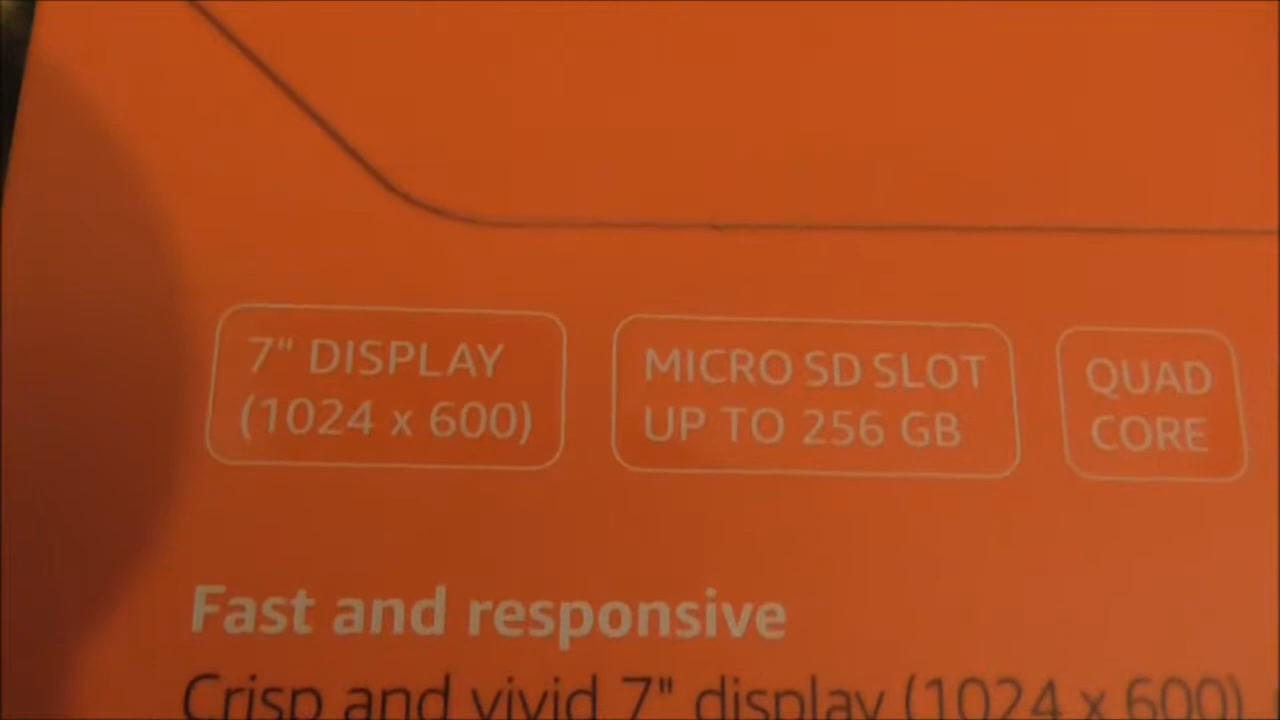 7" DISPLAY
(1024 x 600)
MICRO SD SLOT
UP TO 256 GB
QUAD
CORE
Fast and responsive
Crisp and vivid 7" display (1024 x 600)